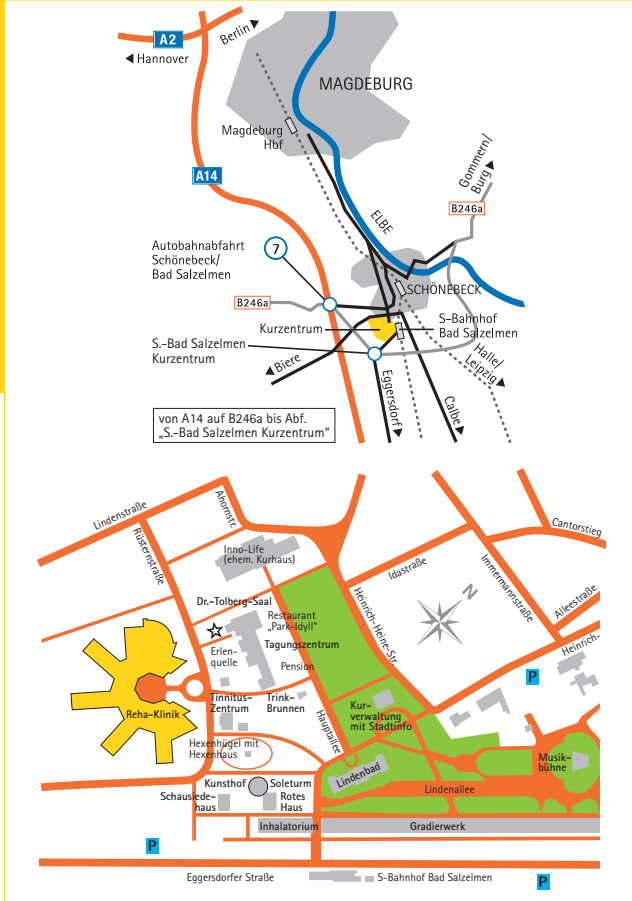 A2
Berlin
Hannover
MAGDEBURG
Magdeburg
Hbf
A14
Gommern/
Burg
B246a
ELBE
Autobahnabfahrt
Schönebeck/
Bad Salzelmen
7
SCHÖNEBECK
B246a
Kurzentrum
S-Bahnhof
Bad Salzelmen
S.-Bad Salzelmen
Kurzentrum
Biere
Halle/
Leipzig
Eggersdorf
Calbe
von A14 auf B246a bis Abf.
„S.-Bad Salzelmen Kurzentrum“
Lindenstraße
Ahornstr.
Rüsternstraße
Cantorstieg
Inno-Life
(ehem. Kurhaus)
Idastraße
Immermannstraße
Alleestraße
N
Heinrich-Heine-Str.
Dr.-Tolberg-Saal
Restaurant
„Park-Idyll“
Tagungszentrum
Erlen-
quelle
Pension
Heinrich-
P
Reha-Klinik
Tinnitus-
Zentrum
Trink-
Brunnen
Hauptallee
Kur-
verwaltung
mit Stadtinfo
Hexenhügel mit
Hexenhaus
Musik-
bühne
Lindenbad
Kunsthof
Soleturm
Lindenallee
Schausiede-
haus
Rotes
Haus
Inhalatorium
Gradierwerk
P
Eggersdorfer Straße
S-Bahnhof Bad Salzelmen
P